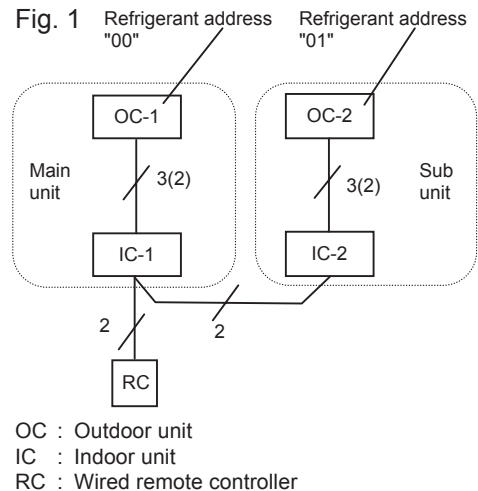 Fig. 1
Refrigerant address "00"
Refrigerant address "01"
OC-1
OC-2
Main unit
3(2)
3(2)
Sub unit
IC-1
IC-2
2
2
RC
OC : Outdoor unit
IC : Indoor unit
RC : Wired remote controller